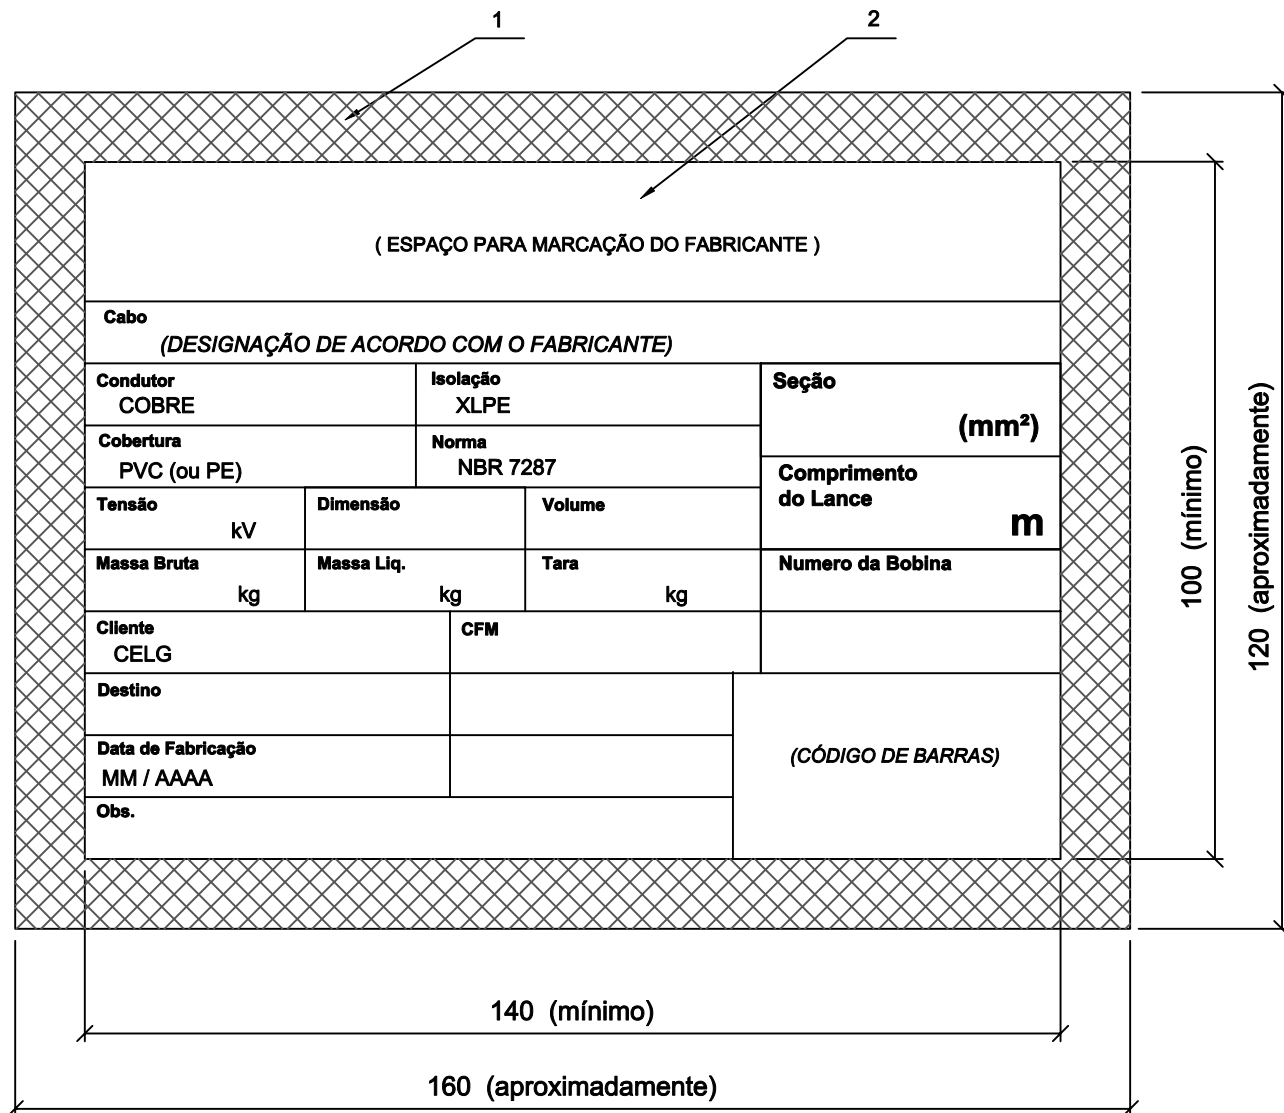 1
2
( ESPAÇO PARA MARCAÇÃO DO FABRICANTE )
Cabo
(DESIGNAÇÃO DE ACORDO COM O FABRICANTE)
Condutor
COBRE
Isolação
XLPE
Seção
(mm²)
Cobertura
PVC (ou PE)
Norma
NBR 7287
Comprimento
do Lance
m
Tensão
kV
Dimensão
Volume
Massa Bruta
kg
Massa Liq.
kg
Tara
kg
Numero da Bobina
Cliente
CELG
CFM
Destino
Data de Fabricação
MM / AAAA
(CÓDIGO DE BARRAS)
Obs.
100 (mínimo)
120 (aproximadamente)
140 (mínimo)
160 (aproximadamente)